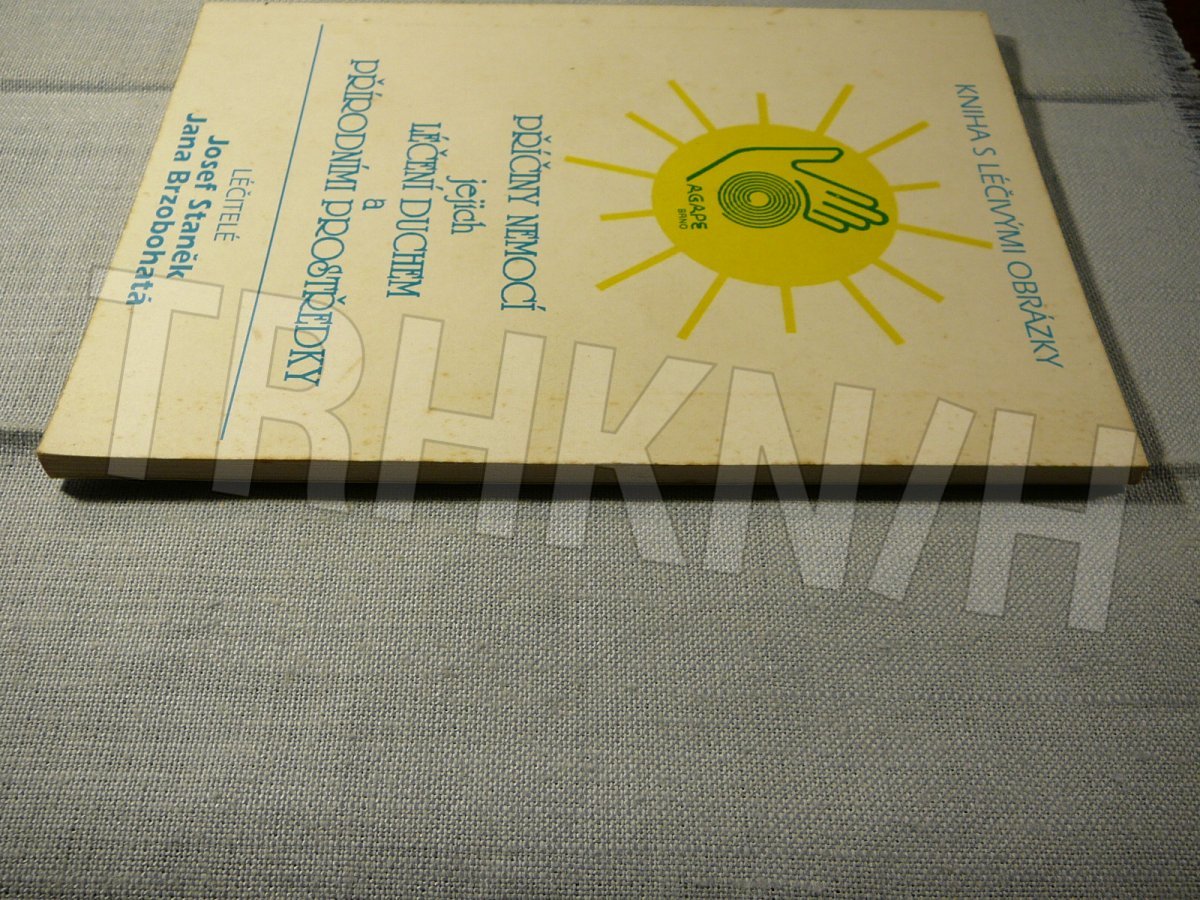 KNIHA S LÉČIVÝMI OBRÁZKY
AGAPE
BRNO
PŘÍČINY NEMOCÍ
jejich
LÉČENÍ DUCHEM
a
PŘÍRODNÍMI PROSTŘEDKY
LÉČITELÉ
Josef Staněk
Jana Brzobohatá
TRHKNIH